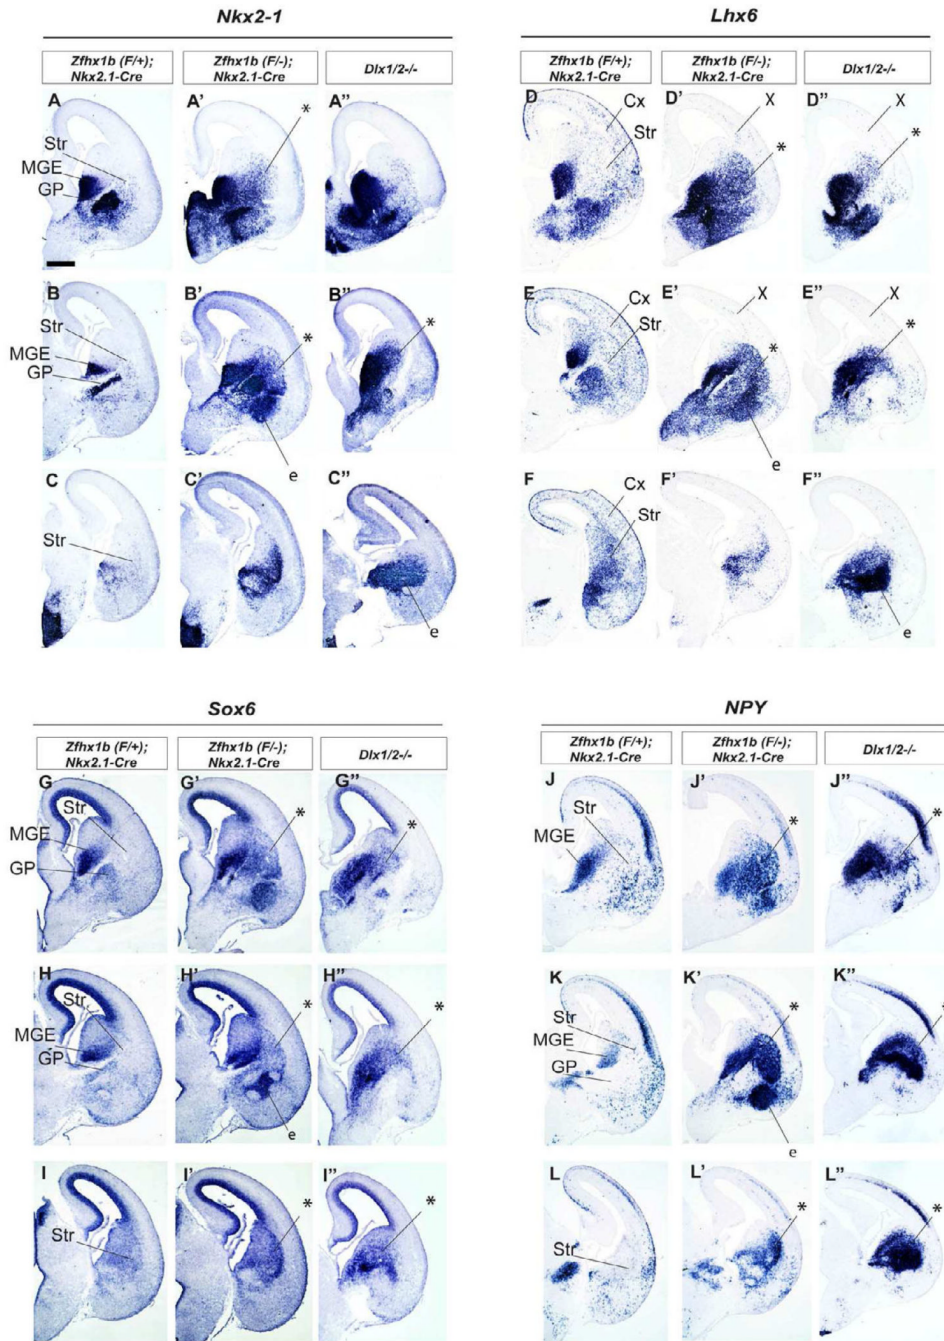 Nkx2-1
Zfhx1b (F/+);
Nkx2.1-Cre
Zfhx1b (F/-);
Nkx2.1-Cre
Dlx1/2-/-
A
Str
MGE
GP
A'
*
A''
B
Str
MGE
GP
B'
*
e
B''
*
C
Str
C'
C''
e
Lhx6
Zfhx1b (F/+);
Nkx2.1-Cre
Zfhx1b (F/-);
Nkx2.1-Cre
Dlx1/2-/-
D
Cx
Str
D'
X
*
D''
X
*
E
Cx
Str
E'
X
*
e
E''
X
*
F
Cx
Str
F'
F''
e
Sox6
Zfhx1b (F/+);
Nkx2.1-Cre
Zfhx1b (F/-);
Nkx2.1-Cre
Dlx1/2-/-
G
Str
MGE
GP
G'
*
G''
*
H
Str
MGE
GP
H'
*
e
H''
*
I
Str
I'
*
I''
*
NPY
Zfhx1b (F/+);
Nkx2.1-Cre
Zfhx1b (F/-);
Nkx2.1-Cre
Dlx1/2-/-
J
Str
MGE
J'
*
J''
*
K
Str
MGE
GP
K'
*
e
K''
*
L
Str
L'
*
L''
*